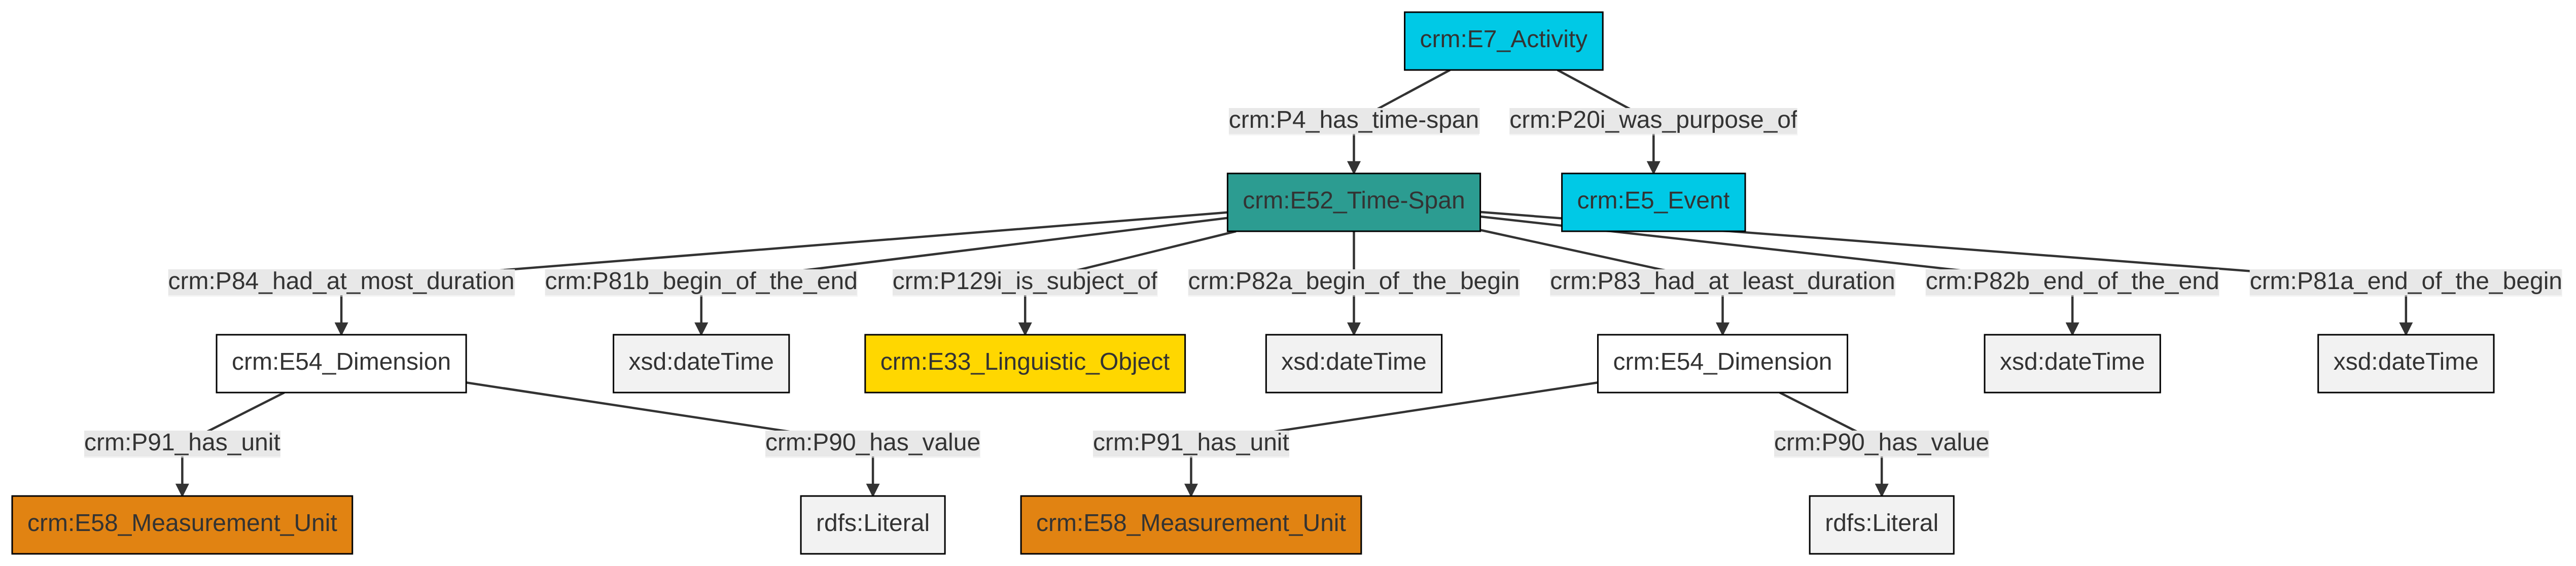 crm:E7_Activity
crm:P4_has_time-span
crm:P20i_was_purpose_of
crm:E52_Time-Span
crm:E5_Event
crm:P84_had_at_most_duration
crm:P81b_begin_of_the_end
crm:P129i_is_subject_of
crm:P82a_begin_of_the_begin
crm:P83_had_at_least_duration
crm:P82b_end_of_the_end
crm:P81a_end_of_the_begin
crm:E54_Dimension
xsd:dateTime
crm:E33_Linguistic_Object
xsd:dateTime
crm:E54_Dimension
xsd:dateTime
xsd:dateTime
crm:P91_has_unit
crm:P90_has_value
crm:P91_has_unit
crm:P90_has_value
crm:E58_Measurement_Unit
rdfs:Literal
crm:E58_Measurement_Unit
rdfs:Literal